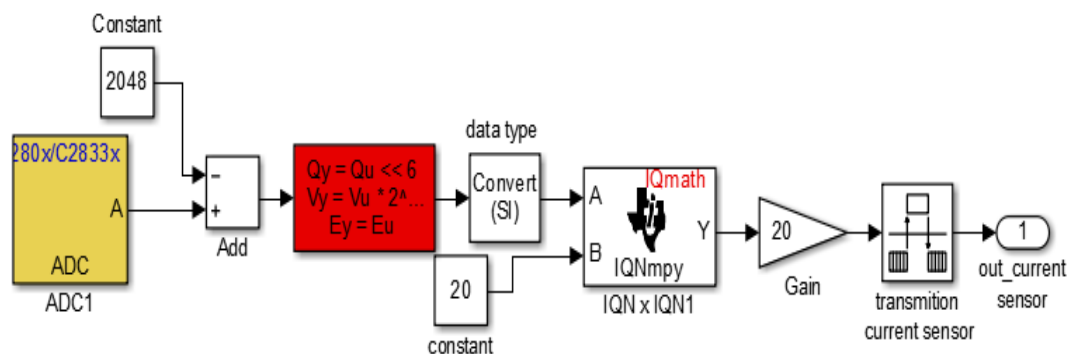 Constant
2048
280x/C2833x
A
ADC
ADC1
−
+
Add
Qy = Qu << 6
Vy = Vu * 2^...
Ey = Eu
data type
Convert
(SI)
20
constant
IQmath
A
B
Y
IQNmpy
IQN x IQN1
20
Gain
transmition
current sensor
1
out_current
sensor